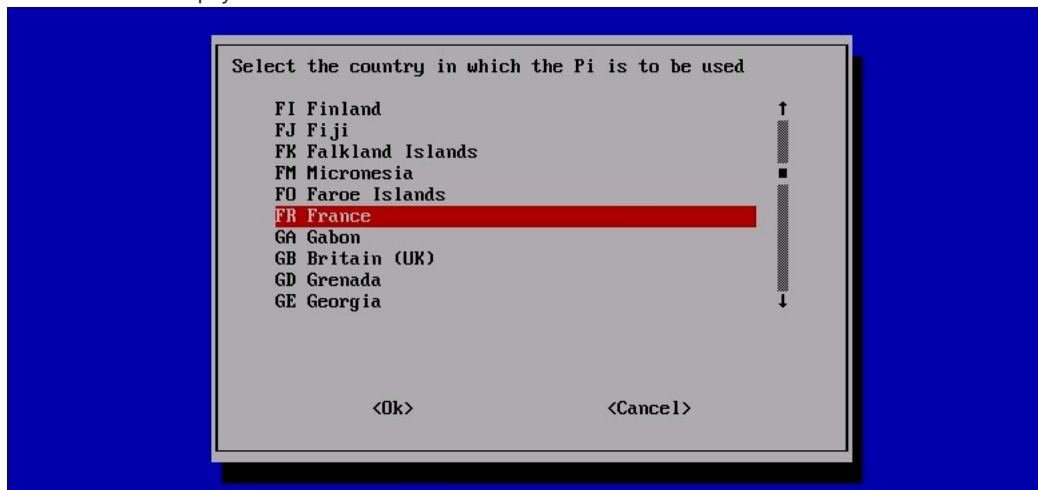 Select the country in which the Pi is to be used
FI Finland
FJ Fiji
FK Falkland Islands
FM Micronesia
FO Faroe Islands
FR France
GA Gabon
GB Britain (UK)
GD Grenada
GE Georgia
<Ok> <Cancel>